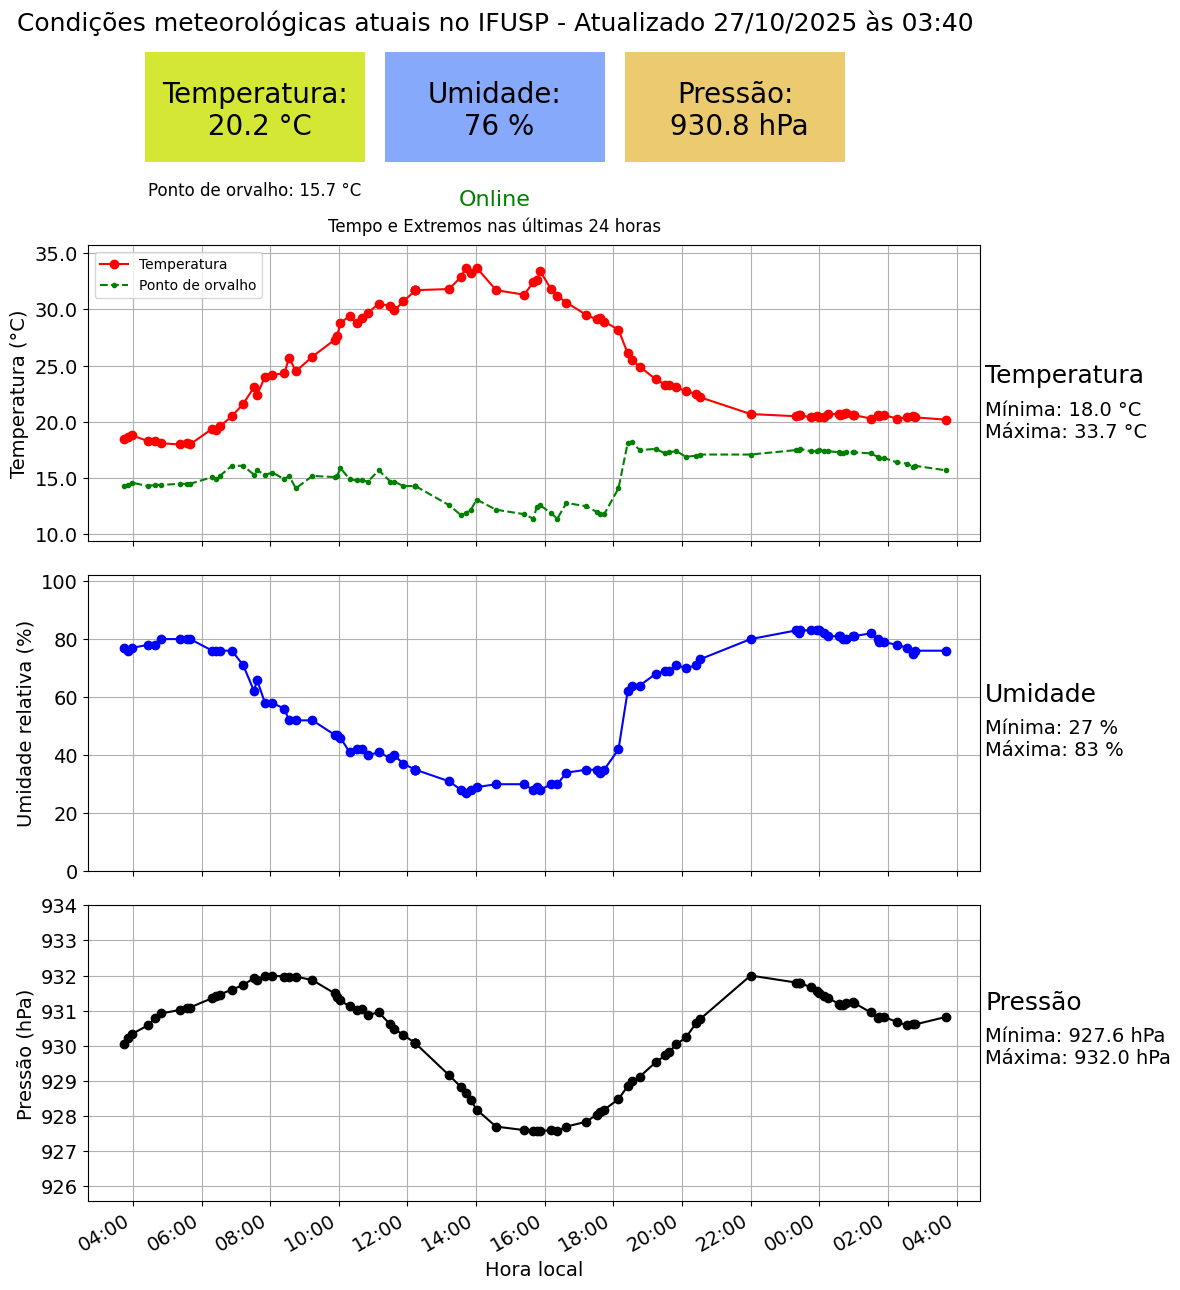 Condições meteorológicas atuais no IFUSP - Atualizado 27/10/2025 às 03:40
Temperatura:
20.2 °C
Umidade:
76 %
Pressão:
930.8 hPa
Ponto de orvalho: 15.7 °C
Online
Tempo e Extremos nas últimas 24 horas
Temperatura (°C)
35.0
30.0
25.0
20.0
15.0
10.0
Temperatura
Ponto de orvalho
Temperatura
Mínima: 18.0 °C
Máxima: 33.7 °C
Umidade relativa (%)
100
80
60
40
20
0
Umidade
Mínima: 27 %
Máxima: 83 %
Pressão (hPa)
934
933
932
931
930
929
928
927
926
Pressão
Mínima: 927.6 hPa
Máxima: 932.0 hPa
04:00 06:00 08:00 10:00 12:00 14:00 16:00 18:00 20:00 22:00 00:00 02:00 04:00
Hora local